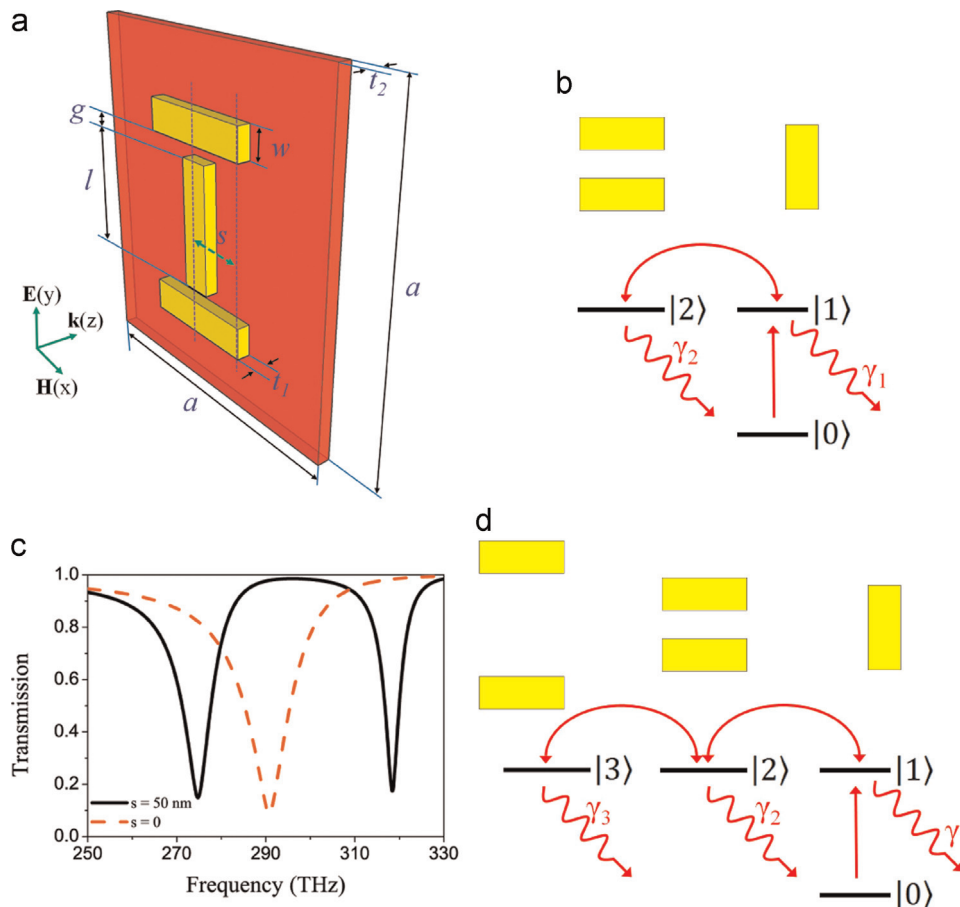 a
t2
g
w
l
s
a
E(y)
k(z)
H(x)
t1
a
b
|2⟩
|1⟩
γ2
γ1
|0⟩
c
1.0
0.8
0.6
0.4
0.2
0.0
Transmission
s = 50 nm
s = 0
250
270
290
310
330
Frequency (THz)
d
|3⟩
|2⟩
|1⟩
γ3
γ2
γ
|0⟩